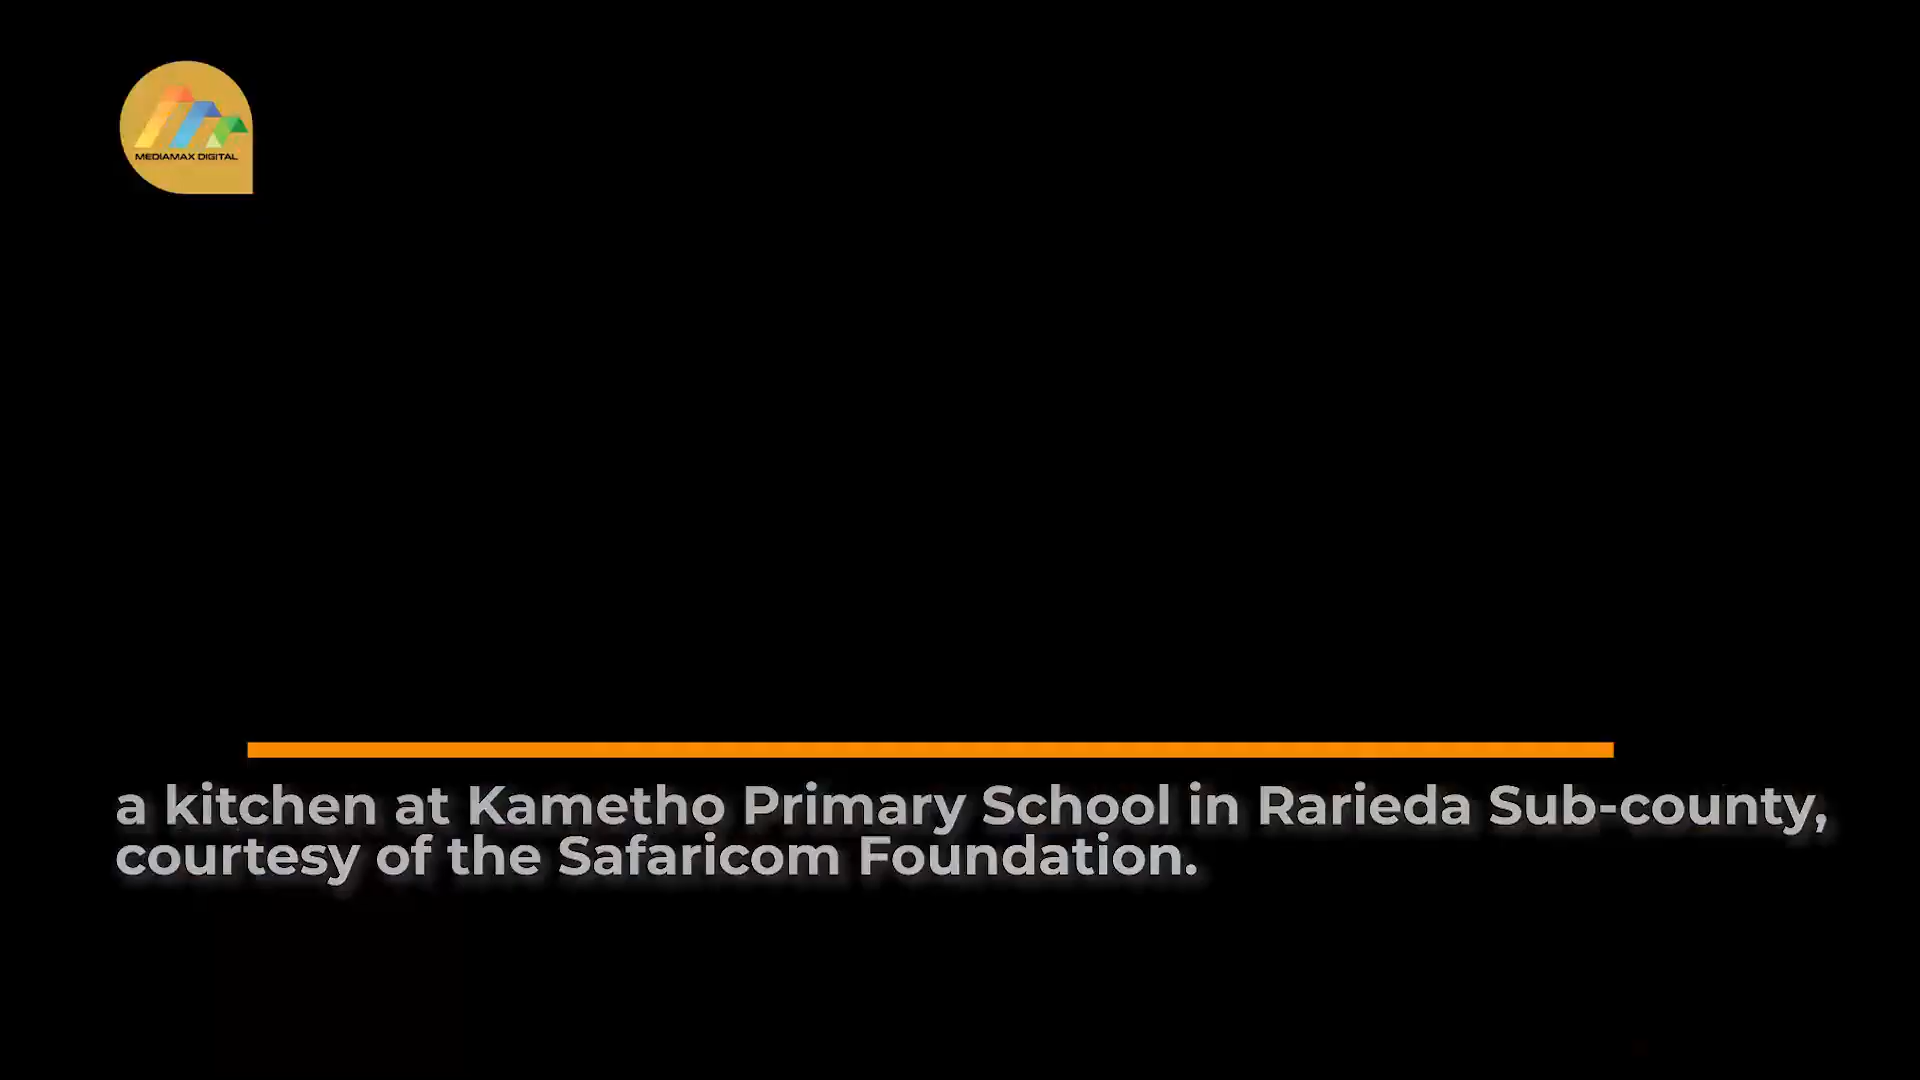 MEDIAMAX DIGITAL
a kitchen at Kametho Primary School in Rarieda Sub-county,
courtesy of the Safaricom Foundation.